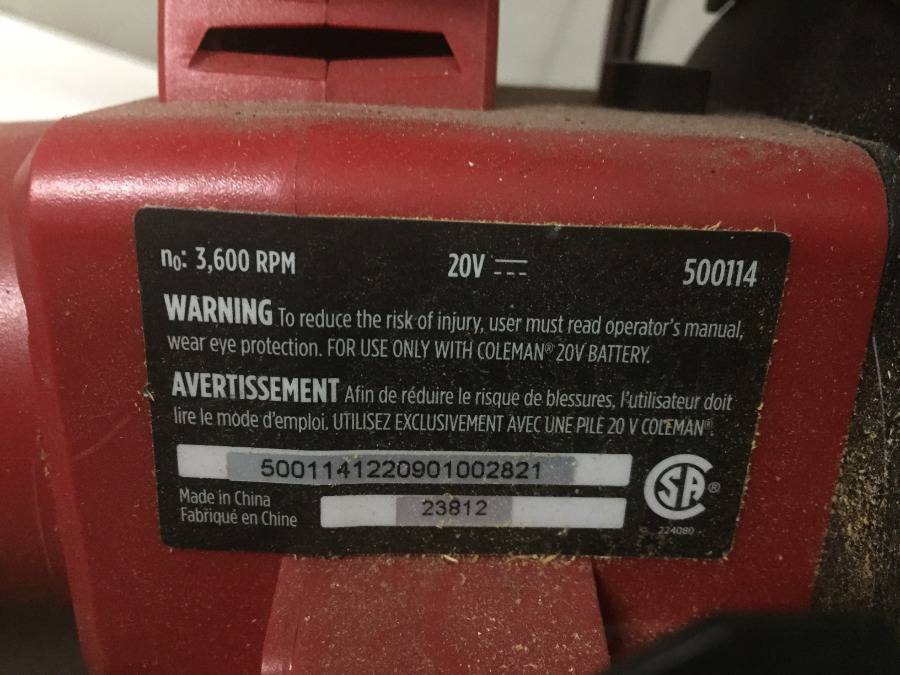 n₀: 3,600 RPM 20V 500114
WARNING To reduce the risk of injury, user must read operator's manual,
wear eye protection. FOR USE ONLY WITH COLEMAN® 20V BATTERY.
AVERTISSEMENT Afin de réduire le risque de blessures, l'utilisateur doit
lire le mode d'emploi. UTILISEZ EXCLUSIVEMENT AVEC UNE PILE 20 V COLEMAN®.
5001141220901002821
Made in China
Fabriqué en Chine
23812
SA®
224080